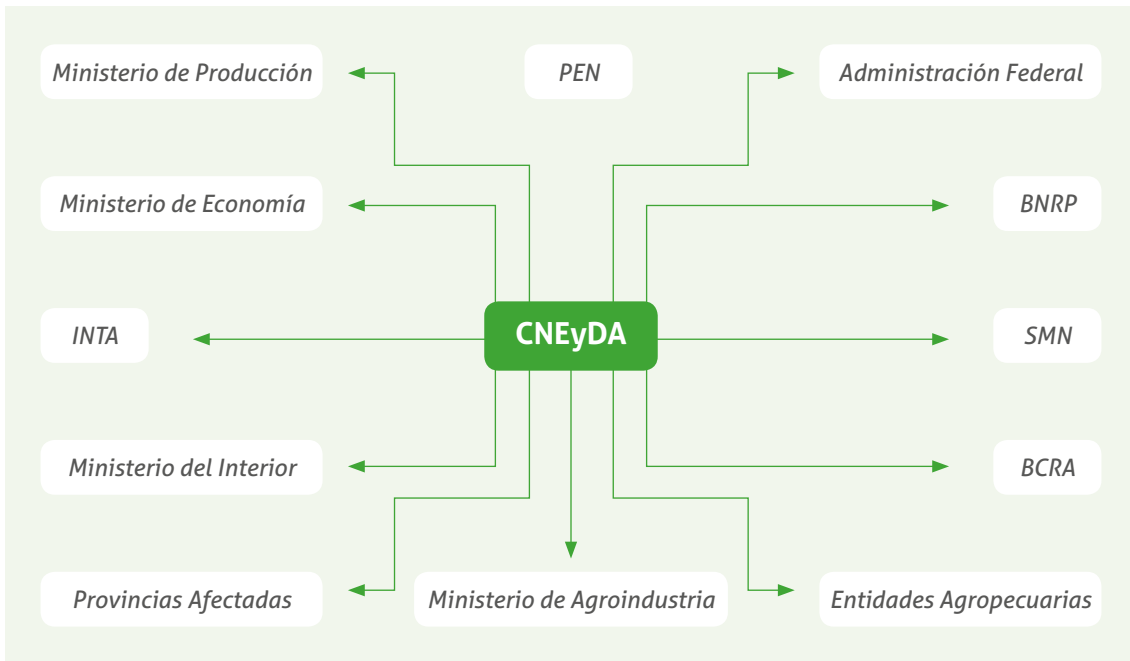 Ministerio de Producción
PEN
Administración Federal
Ministerio de Economía
BNRP
INTA
CNEyDA
SMN
Ministerio del Interior
BCRA
Provincias Afectadas
Ministerio de Agroindustria
Entidades Agropecuarias